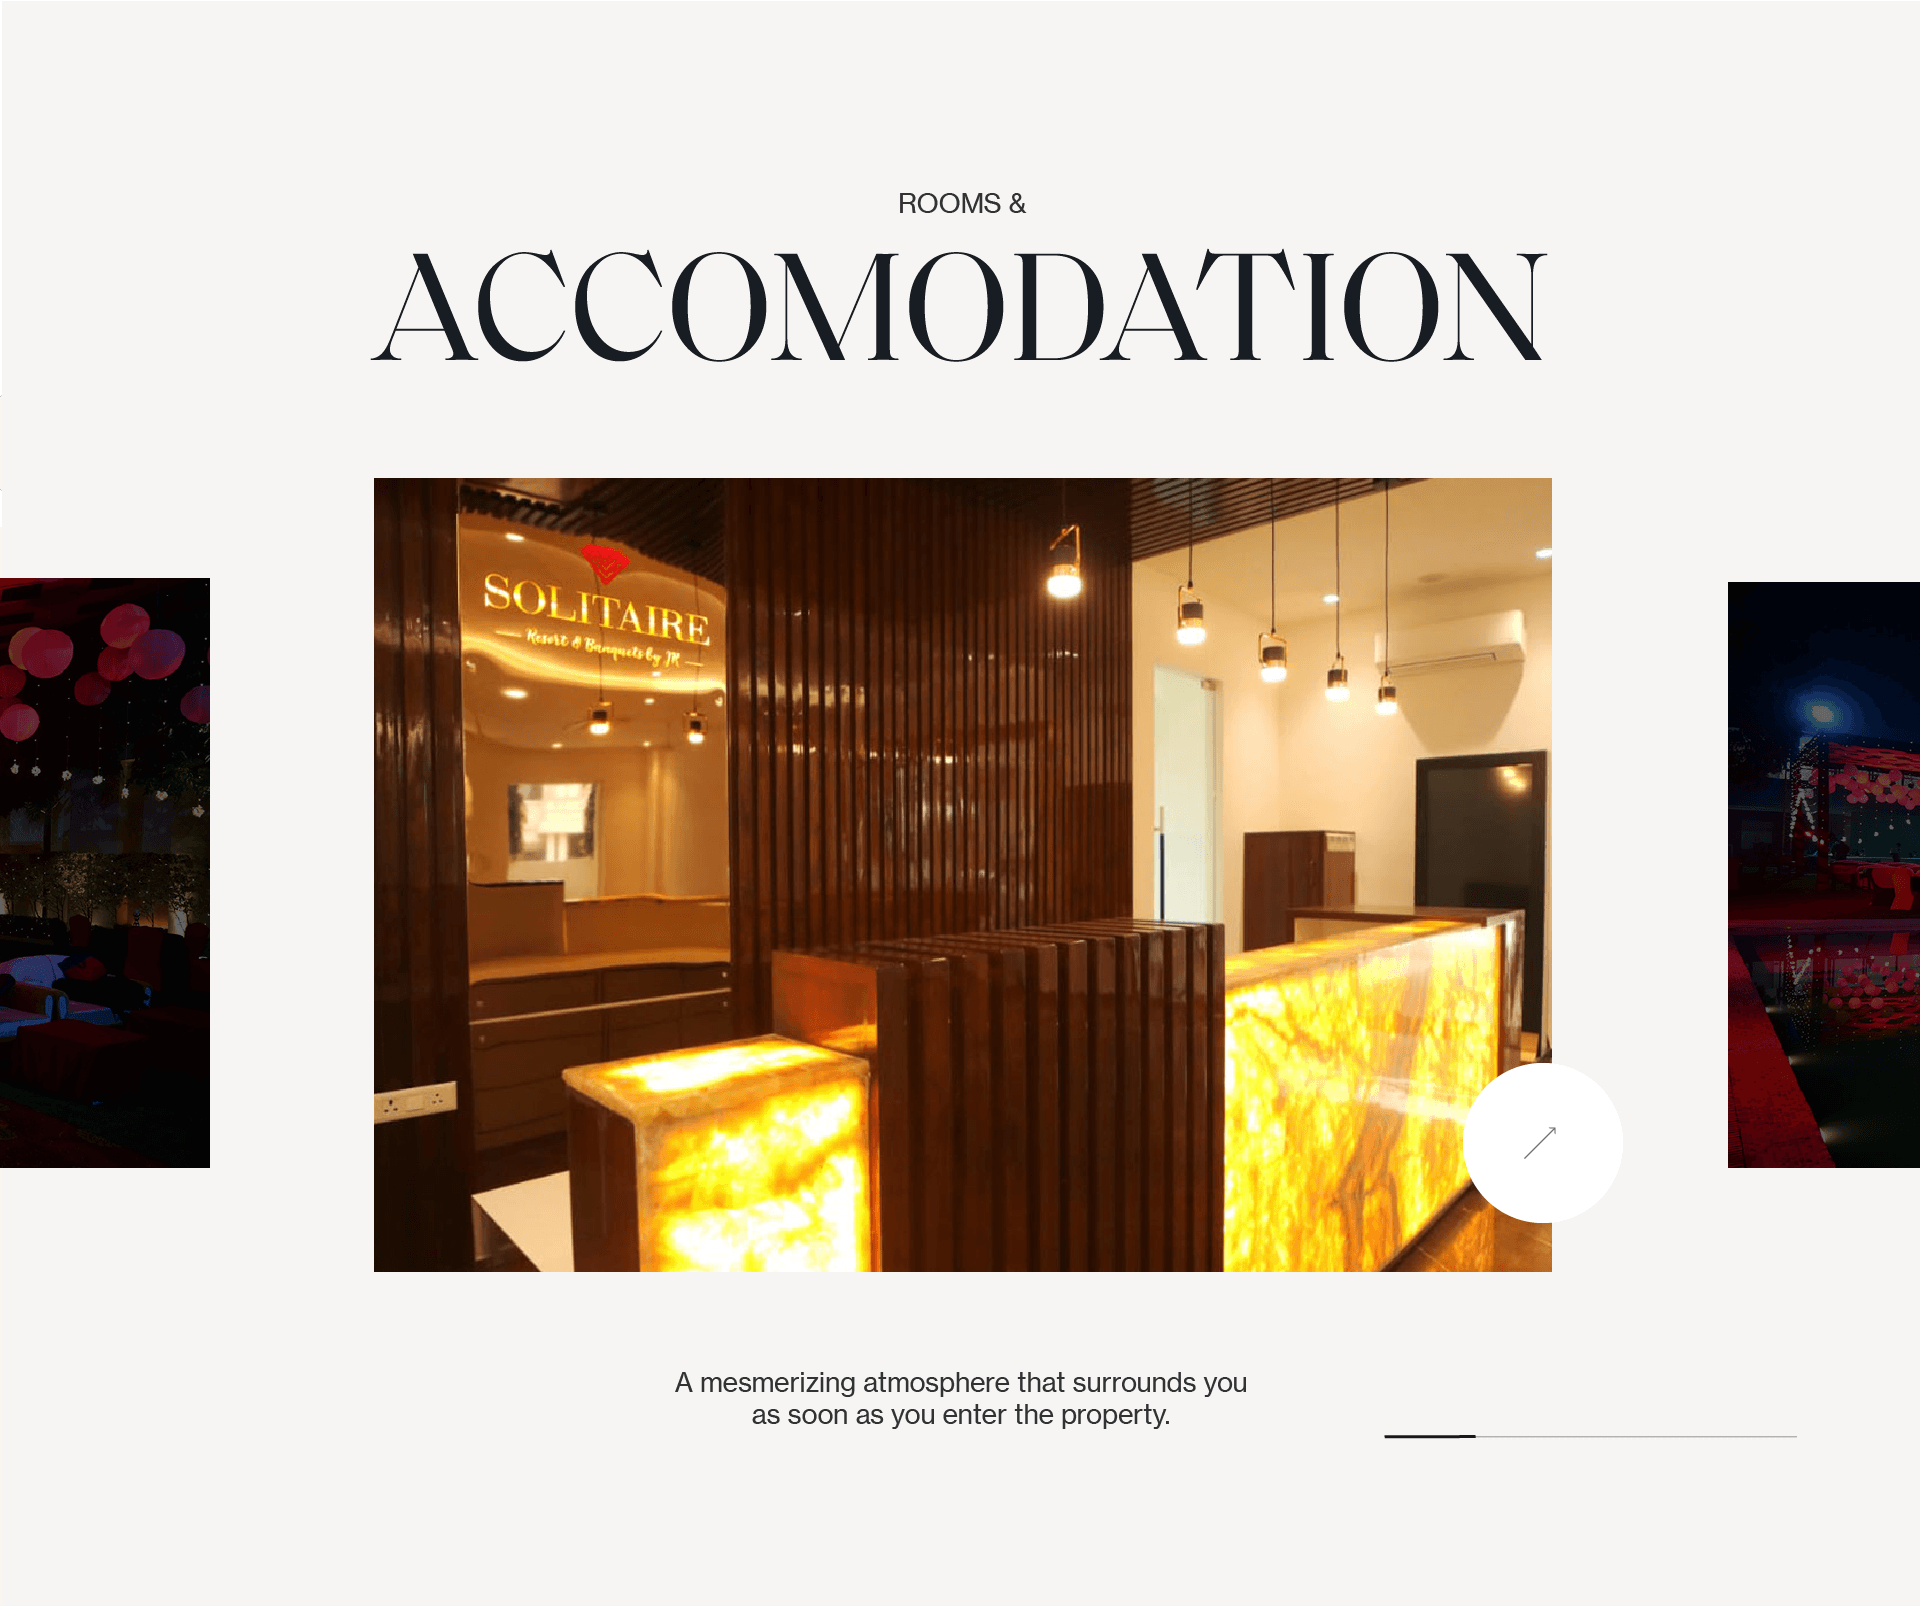 ROOMS &
ACCOMODATION
SOLITAIRE
Resort & Banquets by JR
A mesmerizing atmosphere that surrounds you
as soon as you enter the property.